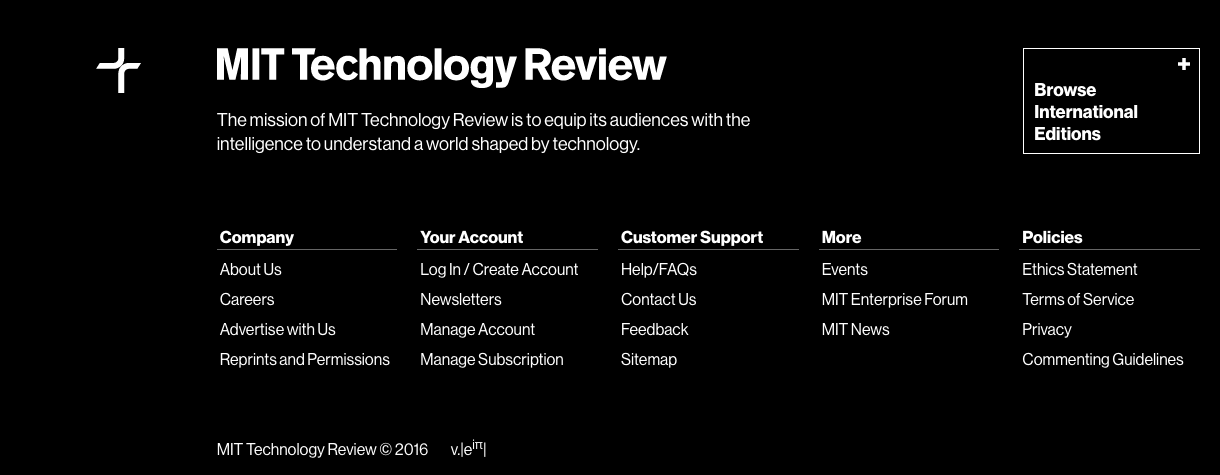 MIT Technology Review
The mission of MIT Technology Review is to equip its audiences with the
intelligence to understand a world shaped by technology.
Browse
International
Editions
Company
About Us
Careers
Advertise with Us
Reprints and Permissions
Your Account
Log In / Create Account
Newsletters
Manage Account
Manage Subscription
Customer Support
Help/FAQs
Contact Us
Feedback
Sitemap
More
Events
MIT Enterprise Forum
MIT News
Policies
Ethics Statement
Terms of Service
Privacy
Commenting Guidelines
MIT Technology Review © 2016 v.|e^iπ|